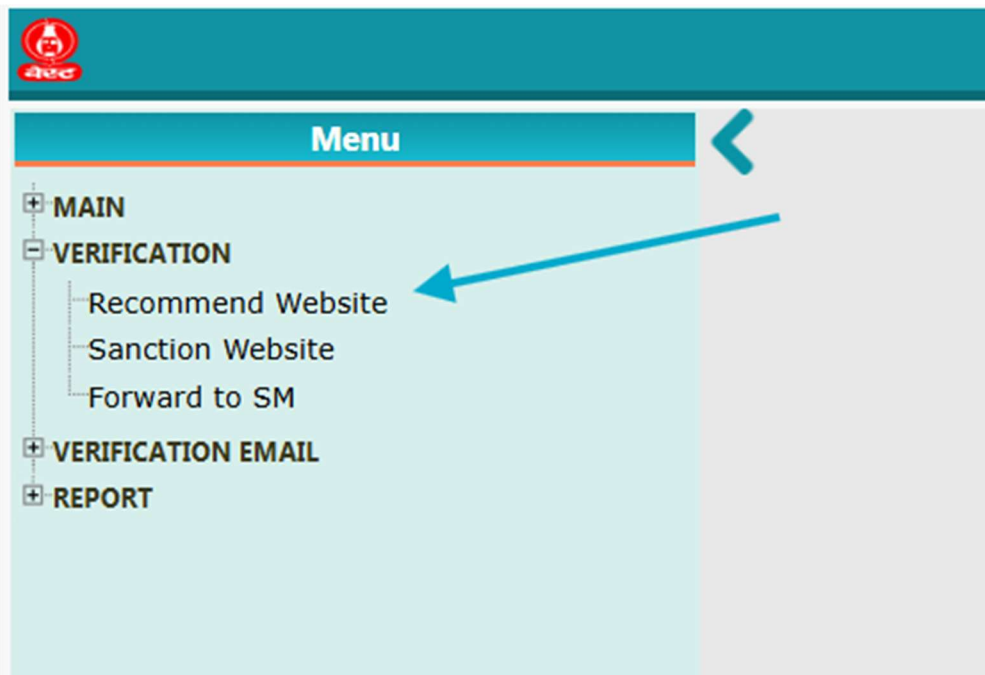 बेस्ट
Menu
MAIN
VERIFICATION
Recommend Website
Sanction Website
Forward to SM
VERIFICATION EMAIL
REPORT